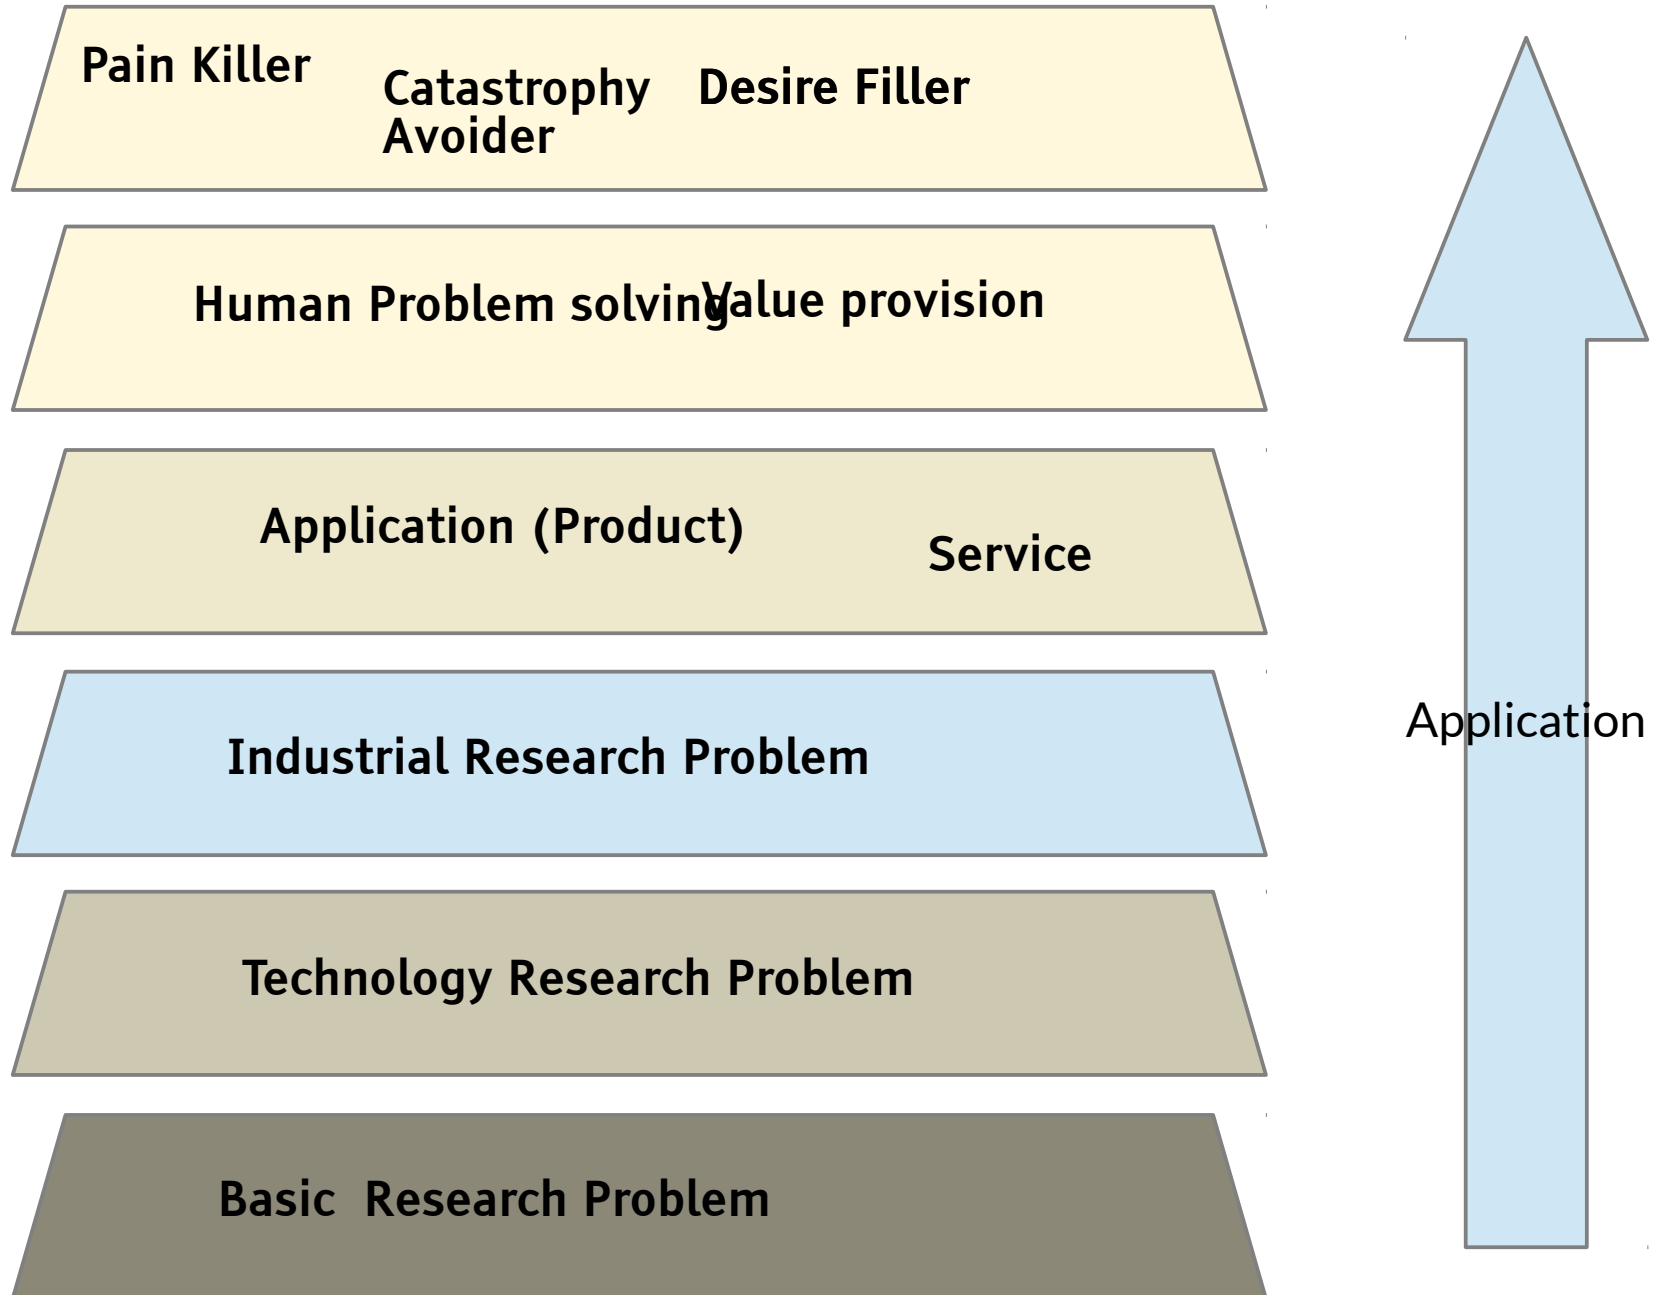 Pain Killer
Catastrophy
Avoider
Desire Filler
Human Problem solving
Value provision
Application (Product)
Service
Industrial Research Problem
Technology Research Problem
Basic  Research Problem
Application